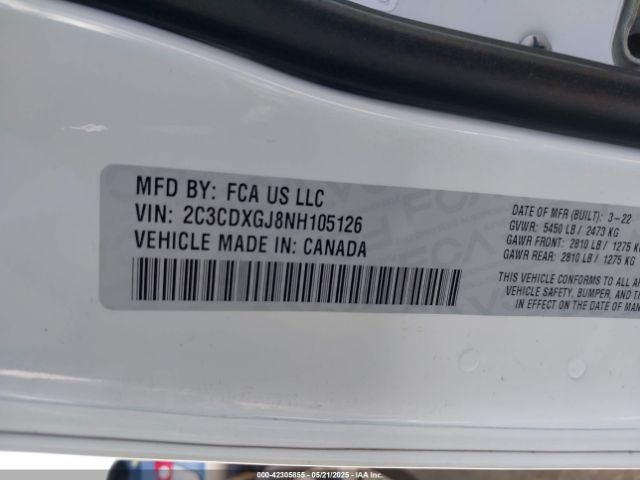 MFD BY: FCA US LLC
VIN: 2C3CDXGJ8NH105126
VEHICLE MADE IN: CANADA
DATE OF MFR (BUILT): 3-22
GVWR: 5450 LB / 2473 KG
GAWR FRONT: 2810 LB / 1275 KG
GAWR REAR: 2810 LB / 1275 KG
THIS VEHICLE CONFORMS TO ALL
VEHICLE SAFETY, BUMPER, AND
IN EFFECT ON THE DATE OF
000-42305855 - 05/21/2025 - IAA Inc.